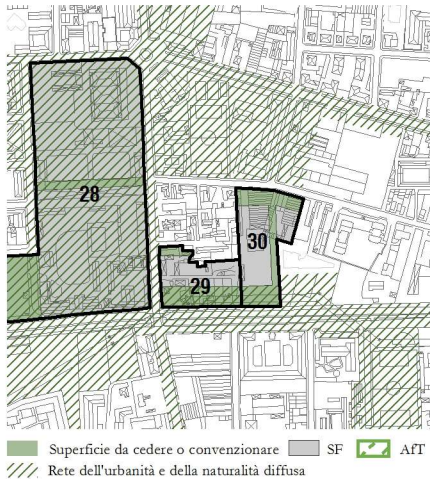 28
30
29
Superficie da cedere o convenzionare SF AfT
Rete dell'urbanità e della naturalità diffusa